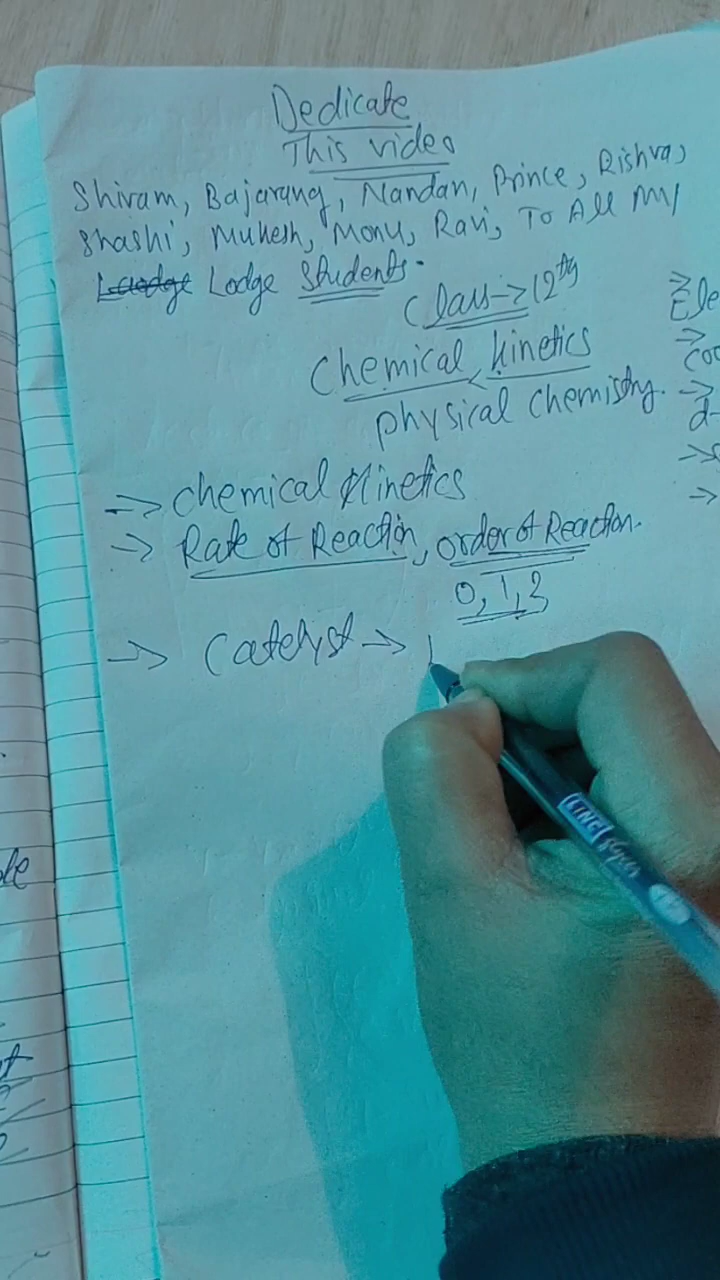 Dedicate
This video
Shivam, Bajarang, Nandan, Prince, Rishva,
Shashi, Mukesh, Monu, Ravi, To All My
Lodge Students.
Class->12th
Chemical kinetics
physical chemistry.
=> chemical kinetics
=> Rate of Reaction, order of Reaction.
0, 1, 2,
=> Catelyst ->
LINC